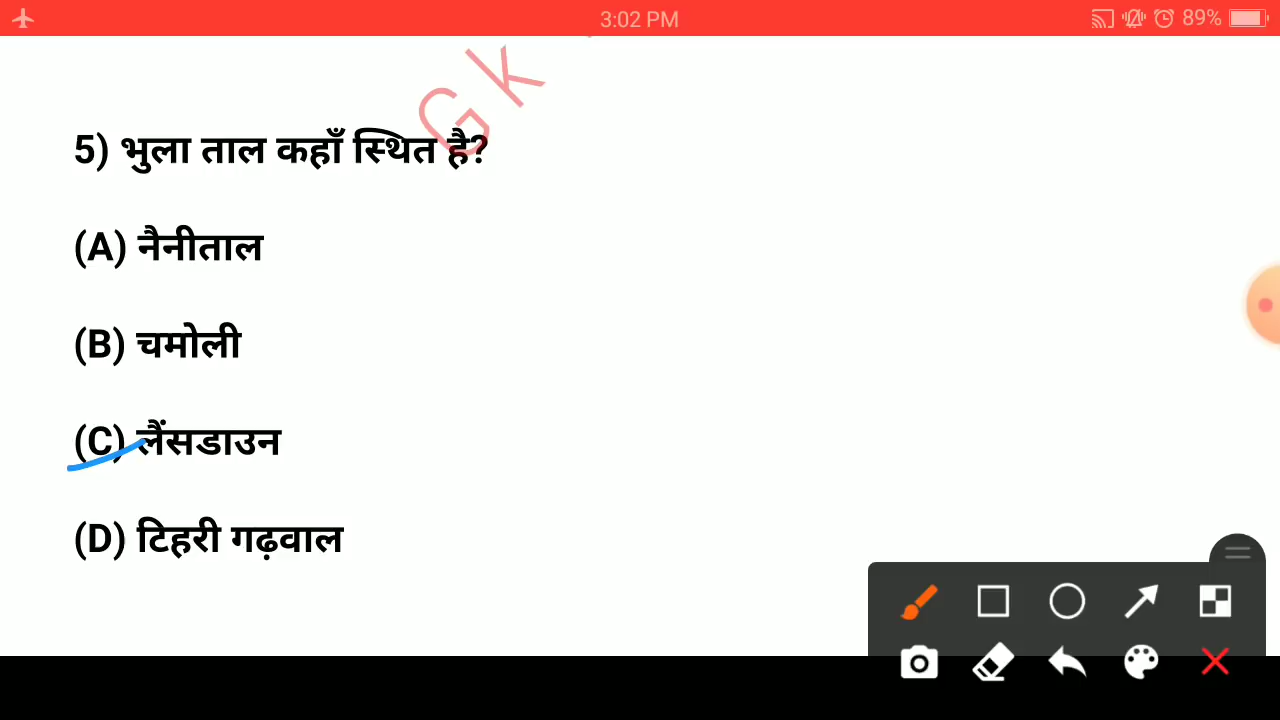 3:02 PM
89%
G k
5) भुला ताल कहाँ स्थित है?
(A) नैनीताल
(B) चमोली
(C) लैंसडाउन
(D) टिहरी गढ़वाल